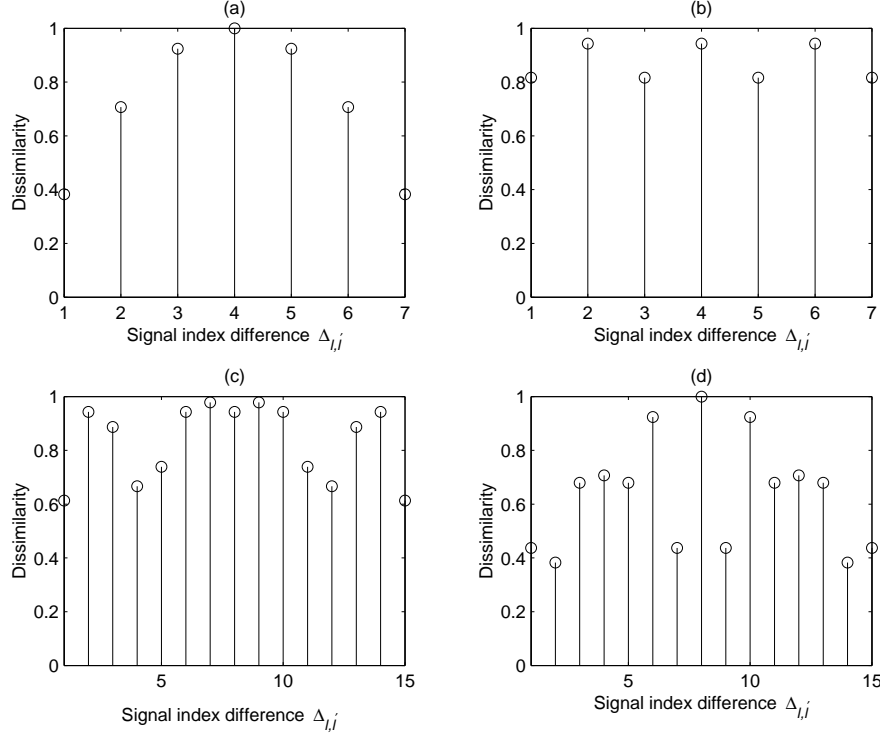 (a)
1
0.8
0.6
0.4
0.2
0
Dissimilarity
1 2 3 4 5 6 7
Signal index difference Δl,l′
(b)
1
0.8
0.6
0.4
0.2
0
Dissimilarity
1 2 3 4 5 6 7
Signal index difference Δl,l′
(c)
1
0.8
0.6
0.4
0.2
0
Dissimilarity
5 10 15
Signal index difference Δl,l′
(d)
1
0.8
0.6
0.4
0.2
0
Dissimilarity
5 10 15
Signal index difference Δl,l′